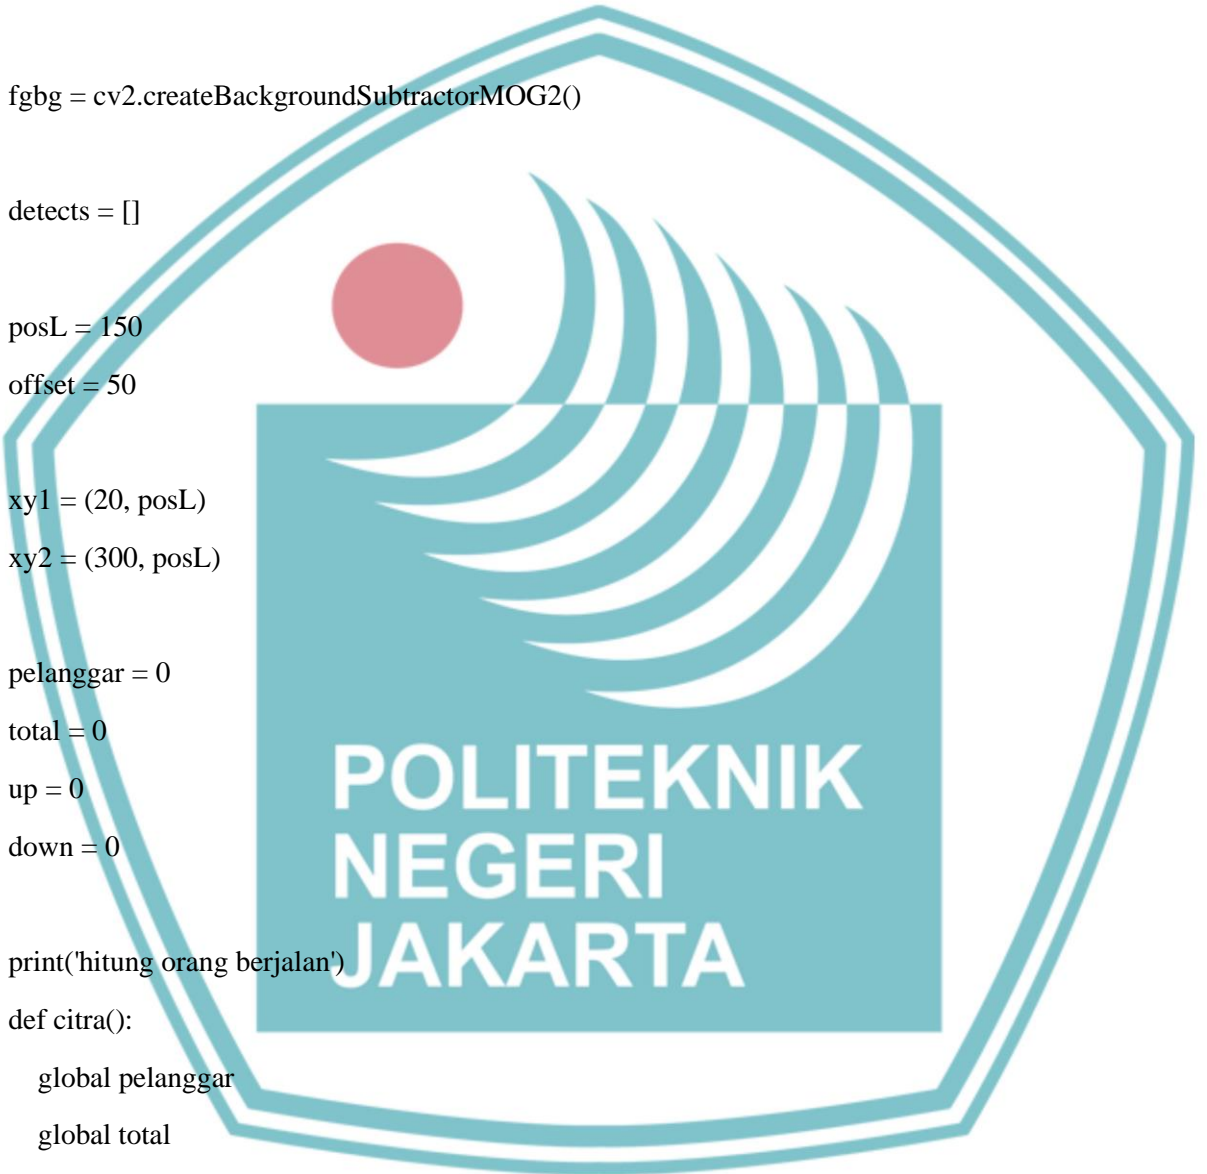 fgbg = cv2.createBackgroundSubtractorMOG2()
detects = []
posL = 150
offset = 50
xy1 = (20, posL)
xy2 = (300, posL)
pelanggar = 0
total = 0
up = 0
down = 0
print('hitung orang berjalan')
def citra():
global pelanggar
global total
POLITEKNIK
NEGERI
JAKARTA